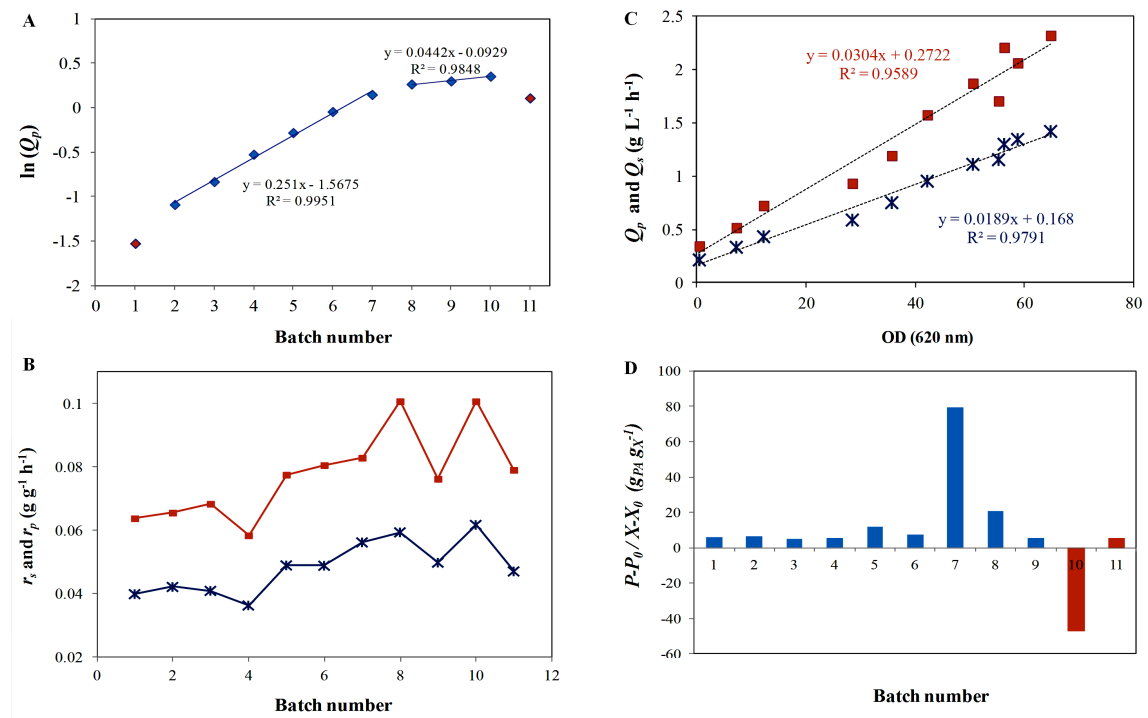 A
1
0.5
0
-0.5
-1
-1.5
-2
ln (Qp)
y = 0.0442x - 0.0929
R² = 0.9848
y = 0.251x - 1.5675
R² = 0.9951
0 1 2 3 4 5 6 7 8 9 10 11
Batch number
C
2.5
2
1.5
1
0.5
0
Qp and Qs (g L⁻¹ h⁻¹)
y = 0.0304x + 0.2722
R² = 0.9589
y = 0.0189x + 0.168
R² = 0.9791
0 20 40 60 80
OD (620 nm)
B
0.1
0.08
0.06
0.04
0.02
rs and rp (g g⁻¹ h⁻¹)
0 2 4 6 8 10 12
Batch number
D
100
80
60
40
20
0
-20
-40
-60
P-P0 / X-X0 (gPA gX⁻¹)
1 2 3 4 5 6 7 8 9 10 11
Batch number